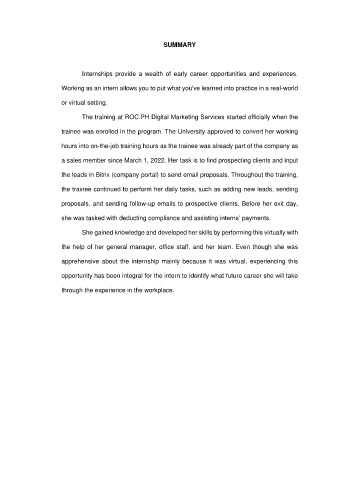 SUMMARY
Internships provide a wealth of early career opportunities and experiences.
Working as an intern allows you to put what you've learned into practice in a real-world
or virtual setting.
The training at ROC.PH Digital Marketing Services started officially when the
trainee was enrolled in the program. The University approved to convert her working
hours into on-the-job training hours as the trainee was already part of the company as
a sales member since March 1, 2022. Her task is to find prospecting clients and input
the leads in Bitrix (company portal) to send email proposals. Throughout the training,
the trainee continued to perform her daily tasks, such as adding new leads, sending
proposals, and sending follow-up emails to prospective clients. Before her exit day,
she was tasked with deducting compliance and assisting interns' payments.
She gained knowledge and developed her skills by performing this virtually with
the help of her general manager, office staff, and her team. Even though she was
apprehensive about the internship mainly because it was virtual, experiencing this
opportunity has been integral for the intern to identify what future career she will take
through the experience in the workplace.